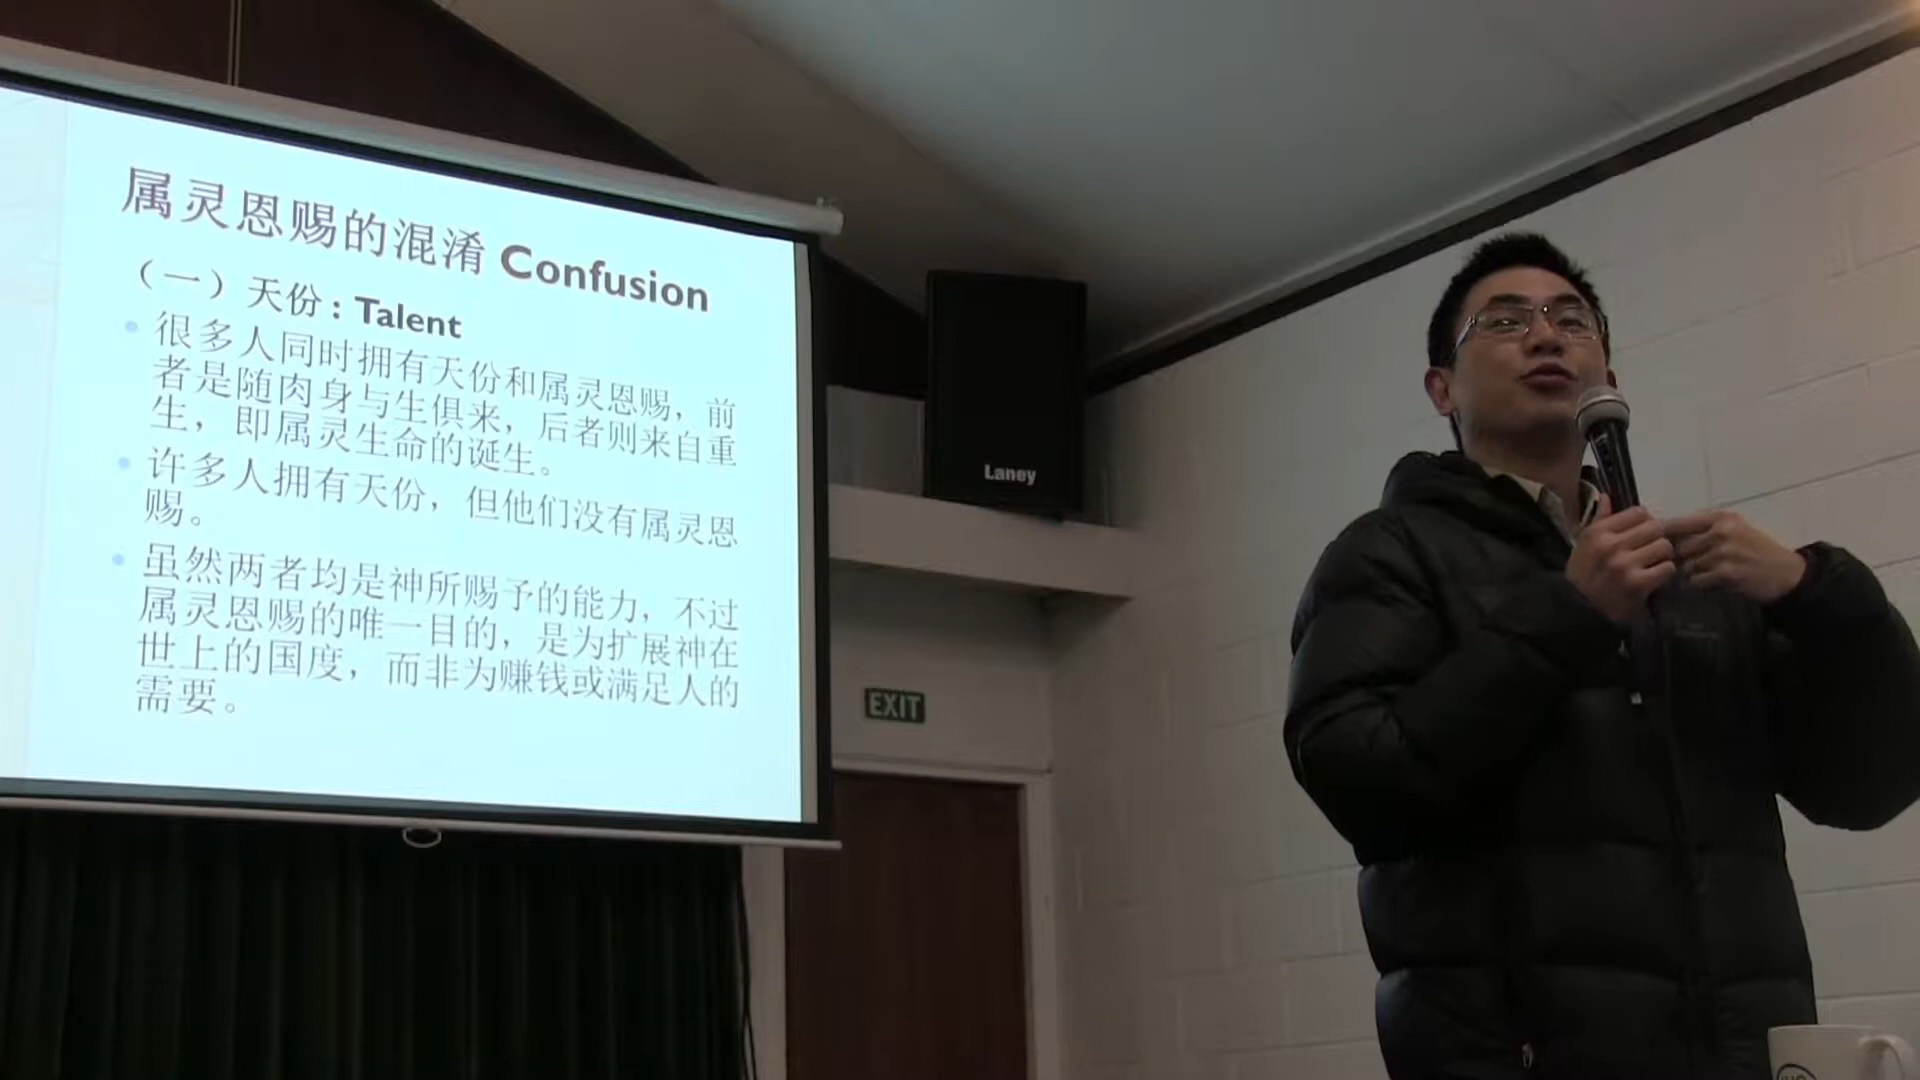 属灵恩赐的混淆 Confusion
（一）天份：Talent
很多人同时拥有天份和属灵恩赐，前
者是随肉身与生俱来，后者则来自重
生，即属灵生命的诞生。
许多人拥有天份，但他们没有属灵恩
赐。
虽然两者均是神所赐予的能力，不过
属灵恩赐的唯一目的，是为扩展神在
世上的国度，而非为赚钱或满足人的
需要。
Laney
EXIT